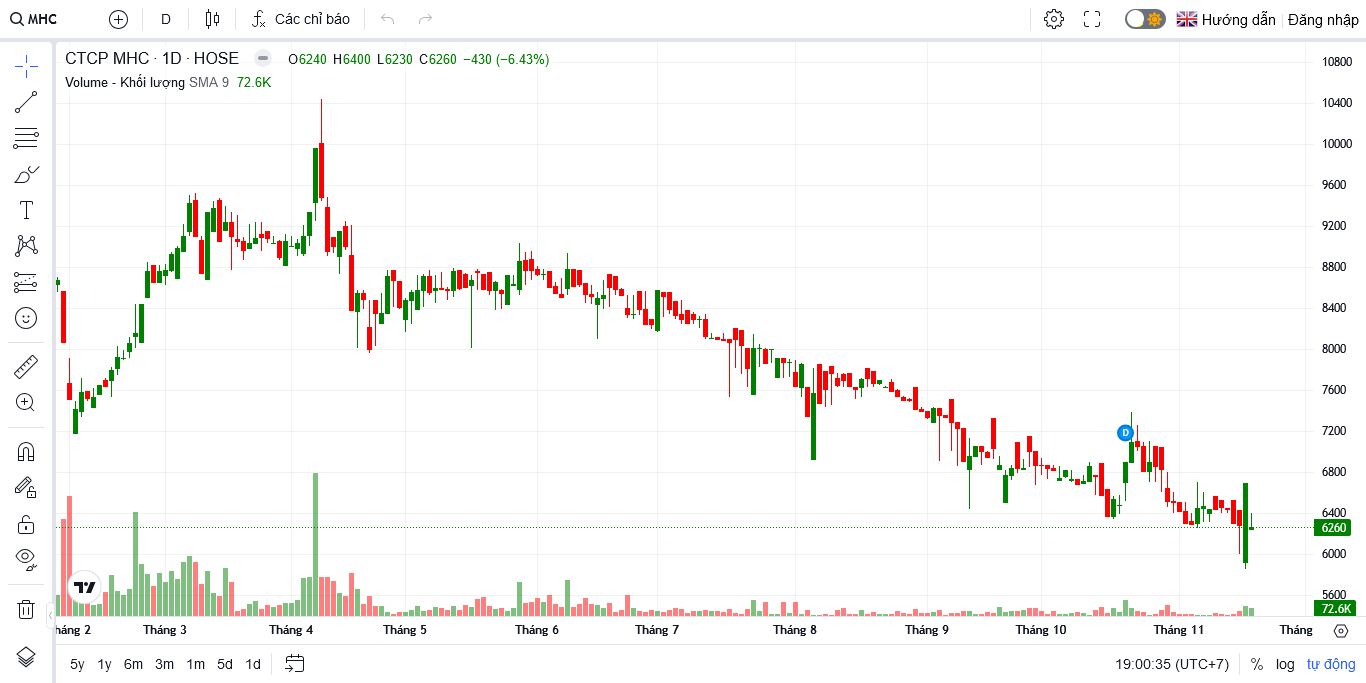 MHC D Các chỉ báo Hướng dẫn Đăng nhập
CTCP MHC · 1D · HOSE O6240 H6400 L6230 C6260 −430 (−6.43%)
Volume - Khối lượng SMA 9 72.6K
10800
10400
10000
9600
9200
8800
8400
8000
7600
7200
D
6800
6400
6260
6000
5600
72.6K
háng 2 Tháng 3 Tháng 4 Tháng 5 Tháng 6 Tháng 7 Tháng 8 Tháng 9 Tháng 10 Tháng 11 Tháng
5y 1y 6m 3m 1m 5d 1d 19:00:35 (UTC+7) % log tự động